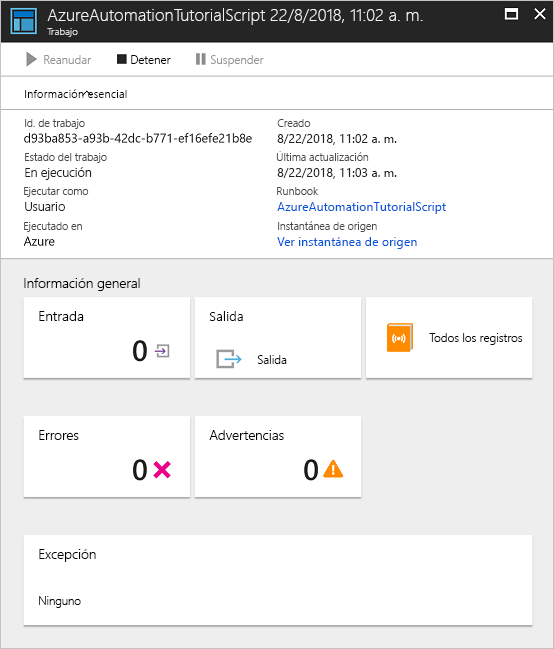 AzureAutomationTutorialScript 22/8/2018, 11:02 a. m.
Trabajo
Reanudar Detener Suspender
Información esencial
Id. de trabajo Creado
d93ba853-a93b-42dc-b771-ef16efe21b8e 8/22/2018, 11:02 a. m.
Estado del trabajo Última actualización
En ejecución 8/22/2018, 11:03 a. m.
Ejecutar como Runbook
Usuario AzureAutomationTutorialScript
Ejecutado en Instantánea de origen
Azure Ver instantánea de origen
Información general
Entrada Salida
0 Salida Todos los registros
Errores Advertencias
0 0
Excepción
Ninguno